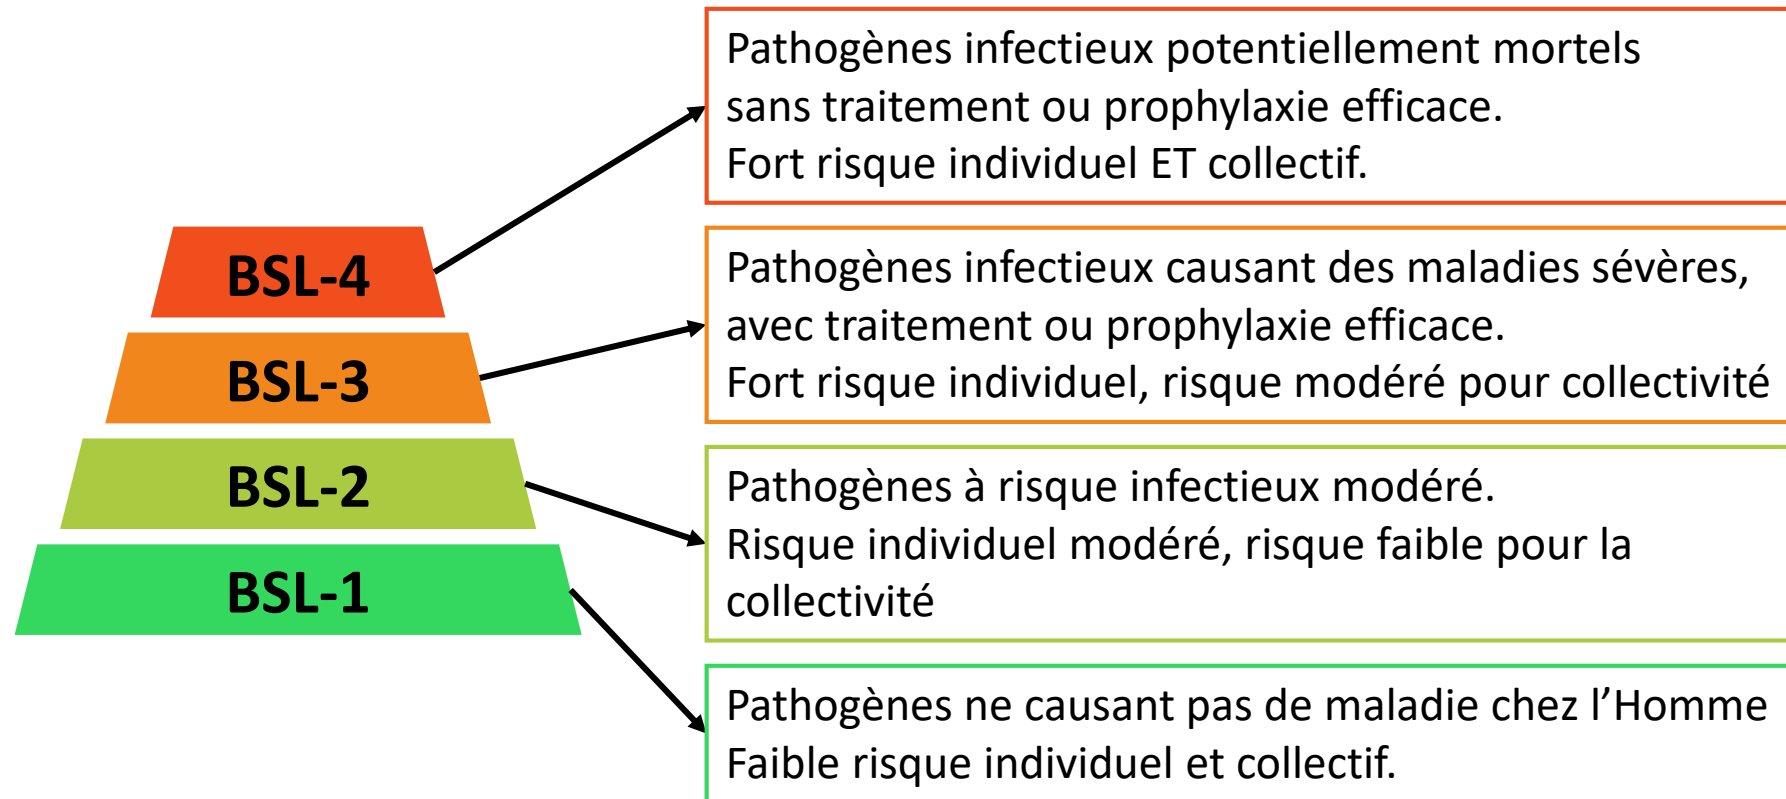 Pathogènes infectieux potentiellement mortels
sans traitement ou prophylaxie efficace.
Fort risque individuel ET collectif.
BSL-4
Pathogènes infectieux causant des maladies sévères,
avec traitement ou prophylaxie efficace.
Fort risque individuel, risque modéré pour collectivité
BSL-3
Pathogènes à risque infectieux modéré.
Risque individuel modéré, risque faible pour la
collectivité
BSL-2
BSL-1
Pathogènes ne causant pas de maladie chez l’Homme
Faible risque individuel et collectif.